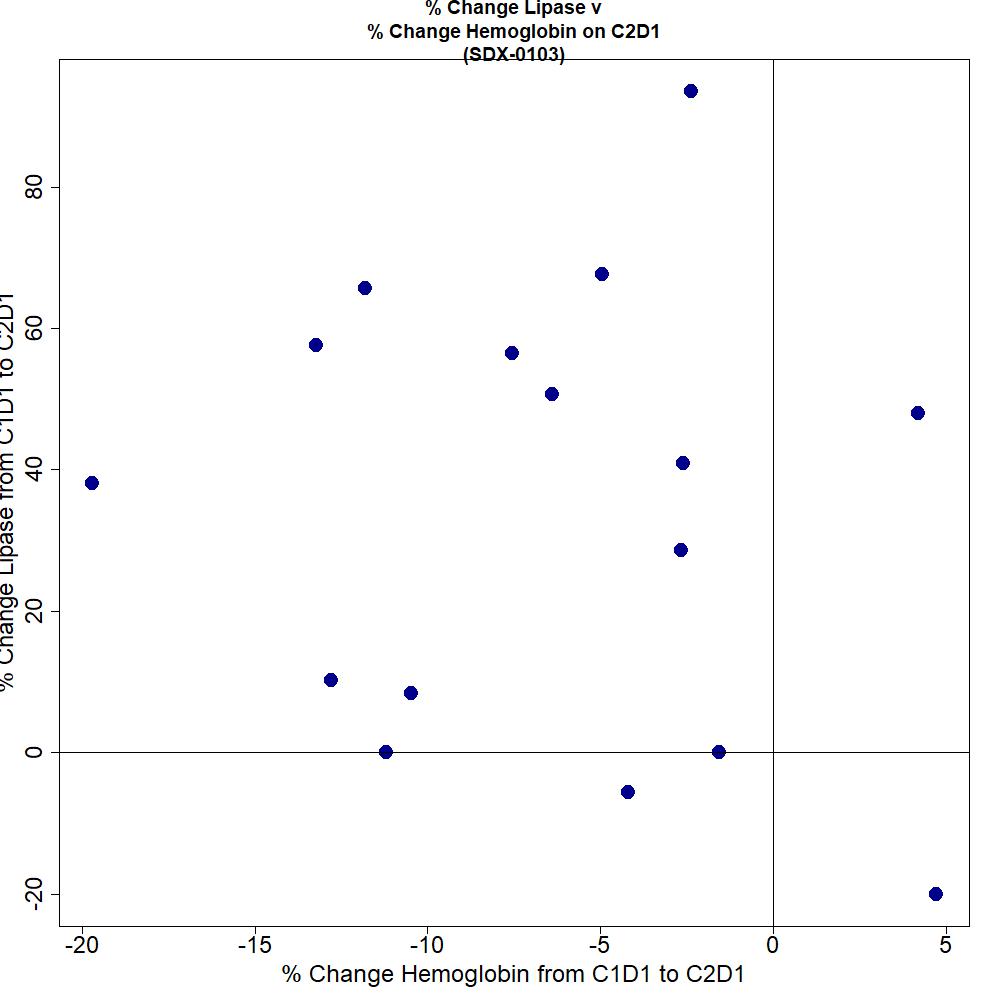 % Change Lipase v
% Change Hemoglobin on C2D1
(SDX-0103)
% Change Lipase from C1D1 to C2D1
80
60
40
20
0
-20
-20 -15 -10 -5 0 5
% Change Hemoglobin from C1D1 to C2D1